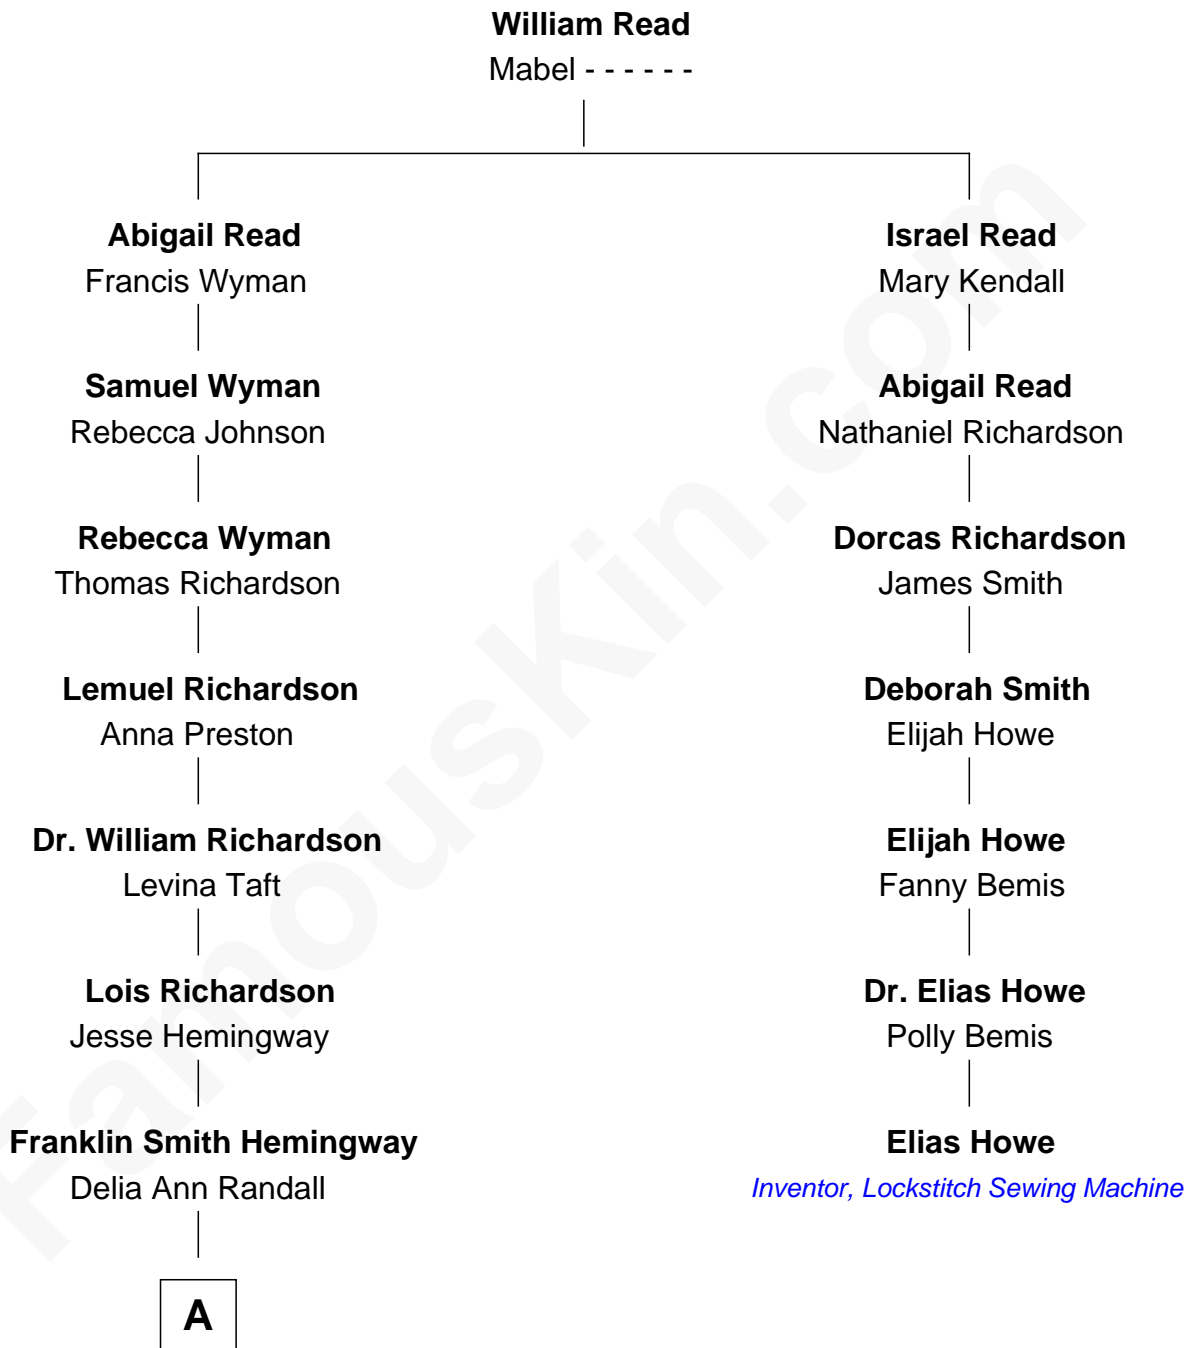 William Read
Mabel - - - - - -
Abigail Read
Francis Wyman
Israel Read
Mary Kendall
Samuel Wyman
Rebecca Johnson
Abigail Read
Nathaniel Richardson
Rebecca Wyman
Thomas Richardson
Dorcas Richardson
James Smith
Lemuel Richardson
Anna Preston
Deborah Smith
Elijah Howe
Dr. William Richardson
Levina Taft
Elijah Howe
Fanny Bemis
Lois Richardson
Jesse Hemingway
Dr. Elias Howe
Polly Bemis
Franklin Smith Hemingway
Delia Ann Randall
Elias Howe
Inventor, Lockstitch Sewing Machine
A
FamousKin.com